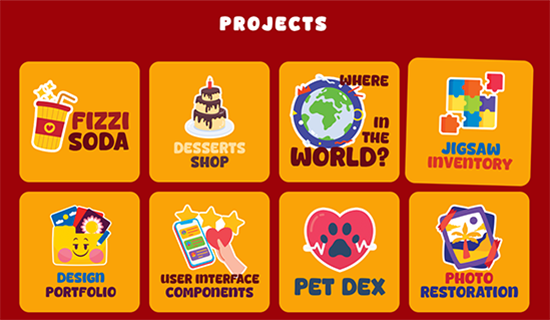 PROJECTS
FIZZI
SODA
DESSERTS
SHOP
WHERE
IN
THE
WORLD?
JIGSAW
INVENTORY
DESIGN
PORTFOLIO
USER INTERFACE
COMPONENTS
PET DEX
PHOTO
RESTORATION